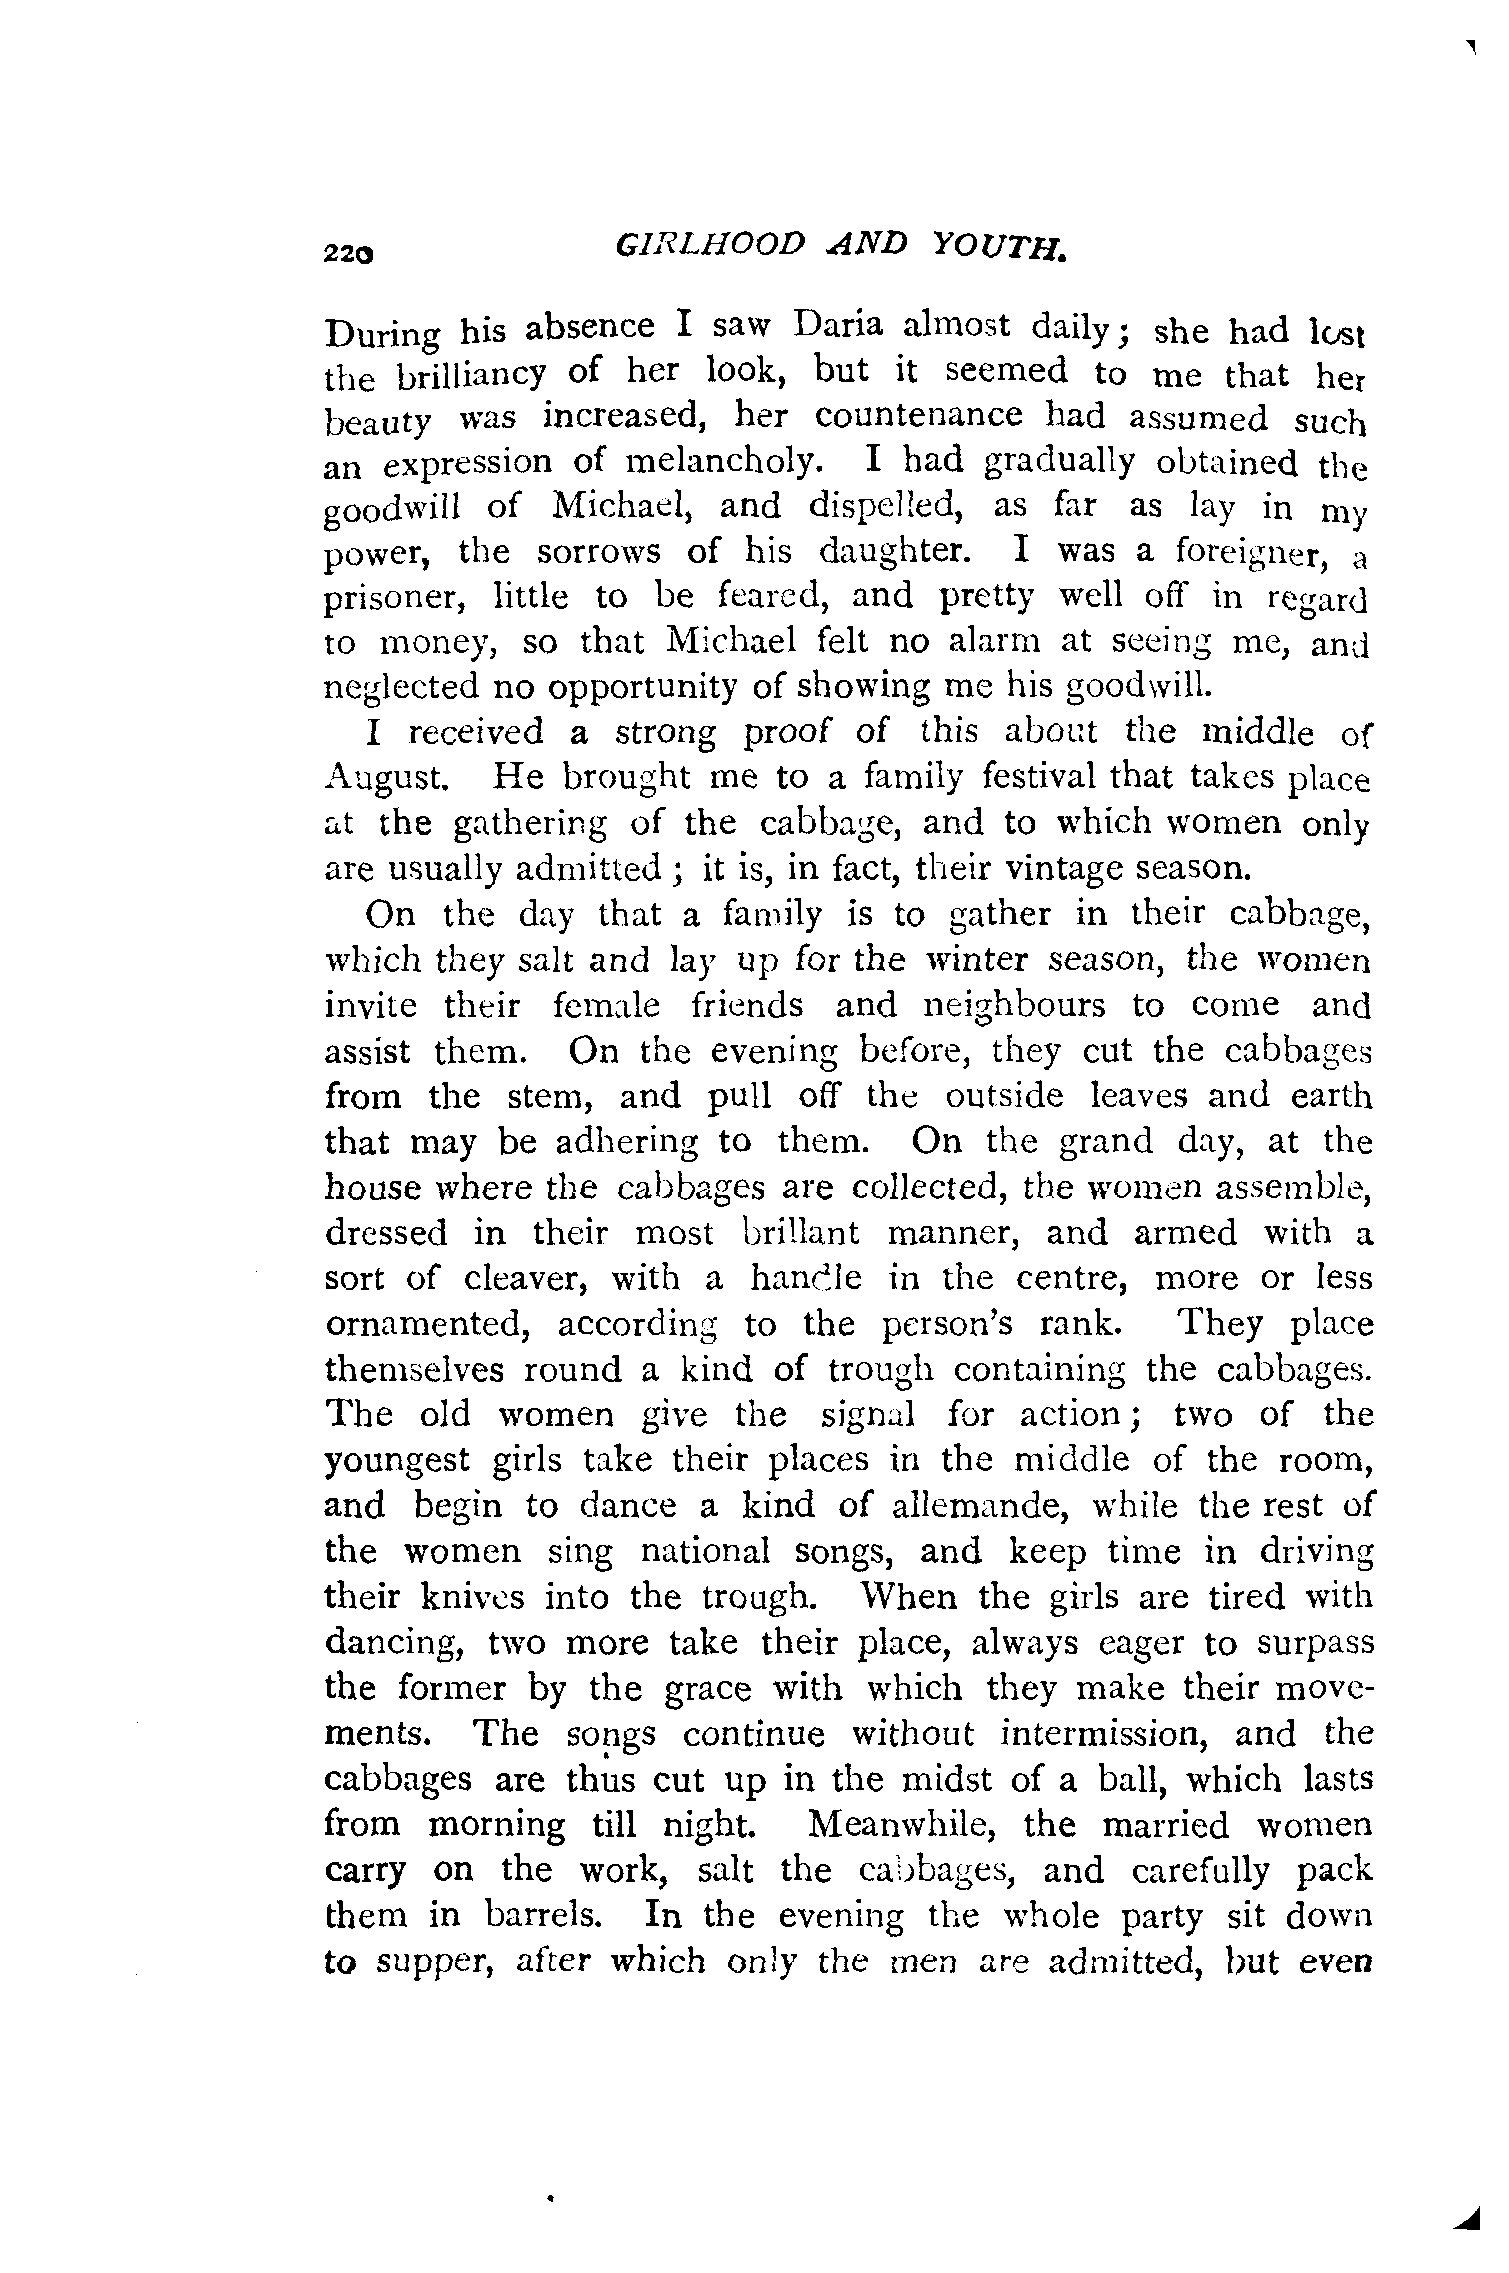 220 GIRLHOOD AND YOUTH.
During his absence I saw Daria almost daily; she had lost
the brilliancy of her look, but it seemed to me that her
beauty was increased, her countenance had assumed such
an expression of melancholy. I had gradually obtained the
goodwill of Michael, and dispelled, as far as lay in my
power, the sorrows of his daughter. I was a foreigner, a
prisoner, little to be feared, and pretty well off in regard
to money, so that Michael felt no alarm at seeing me, and
neglected no opportunity of showing me his goodwill.
I received a strong proof of this about the middle of
August. He brought me to a family festival that takes place
at the gathering of the cabbage, and to which women only
are usually admitted; it is, in fact, their vintage season.
On the day that a family is to gather in their cabbage,
which they salt and lay up for the winter season, the women
invite their female friends and neighbours to come and
assist them. On the evening before, they cut the cabbages
from the stem, and pull off the outside leaves and earth
that may be adhering to them. On the grand day, at the
house where the cabbages are collected, the women assemble,
dressed in their most brillant manner, and armed with a
sort of cleaver, with a handle in the centre, more or less
ornamented, according to the person's rank. They place
themselves round a kind of trough containing the cabbages.
The old women give the signal for action; two of the
youngest girls take their places in the middle of the room,
and begin to dance a kind of allemande, while the rest of
the women sing national songs, and keep time in driving
their knives into the trough. When the girls are tired with
dancing, two more take their place, always eager to surpass
the former by the grace with which they make their move-
ments. The songs continue without intermission, and the
cabbages are thus cut up in the midst of a ball, which lasts
from morning till night. Meanwhile, the married women
carry on the work, salt the cabbages, and carefully pack
them in barrels. In the evening the whole party sit down
to supper, after which only the men are admitted, but even